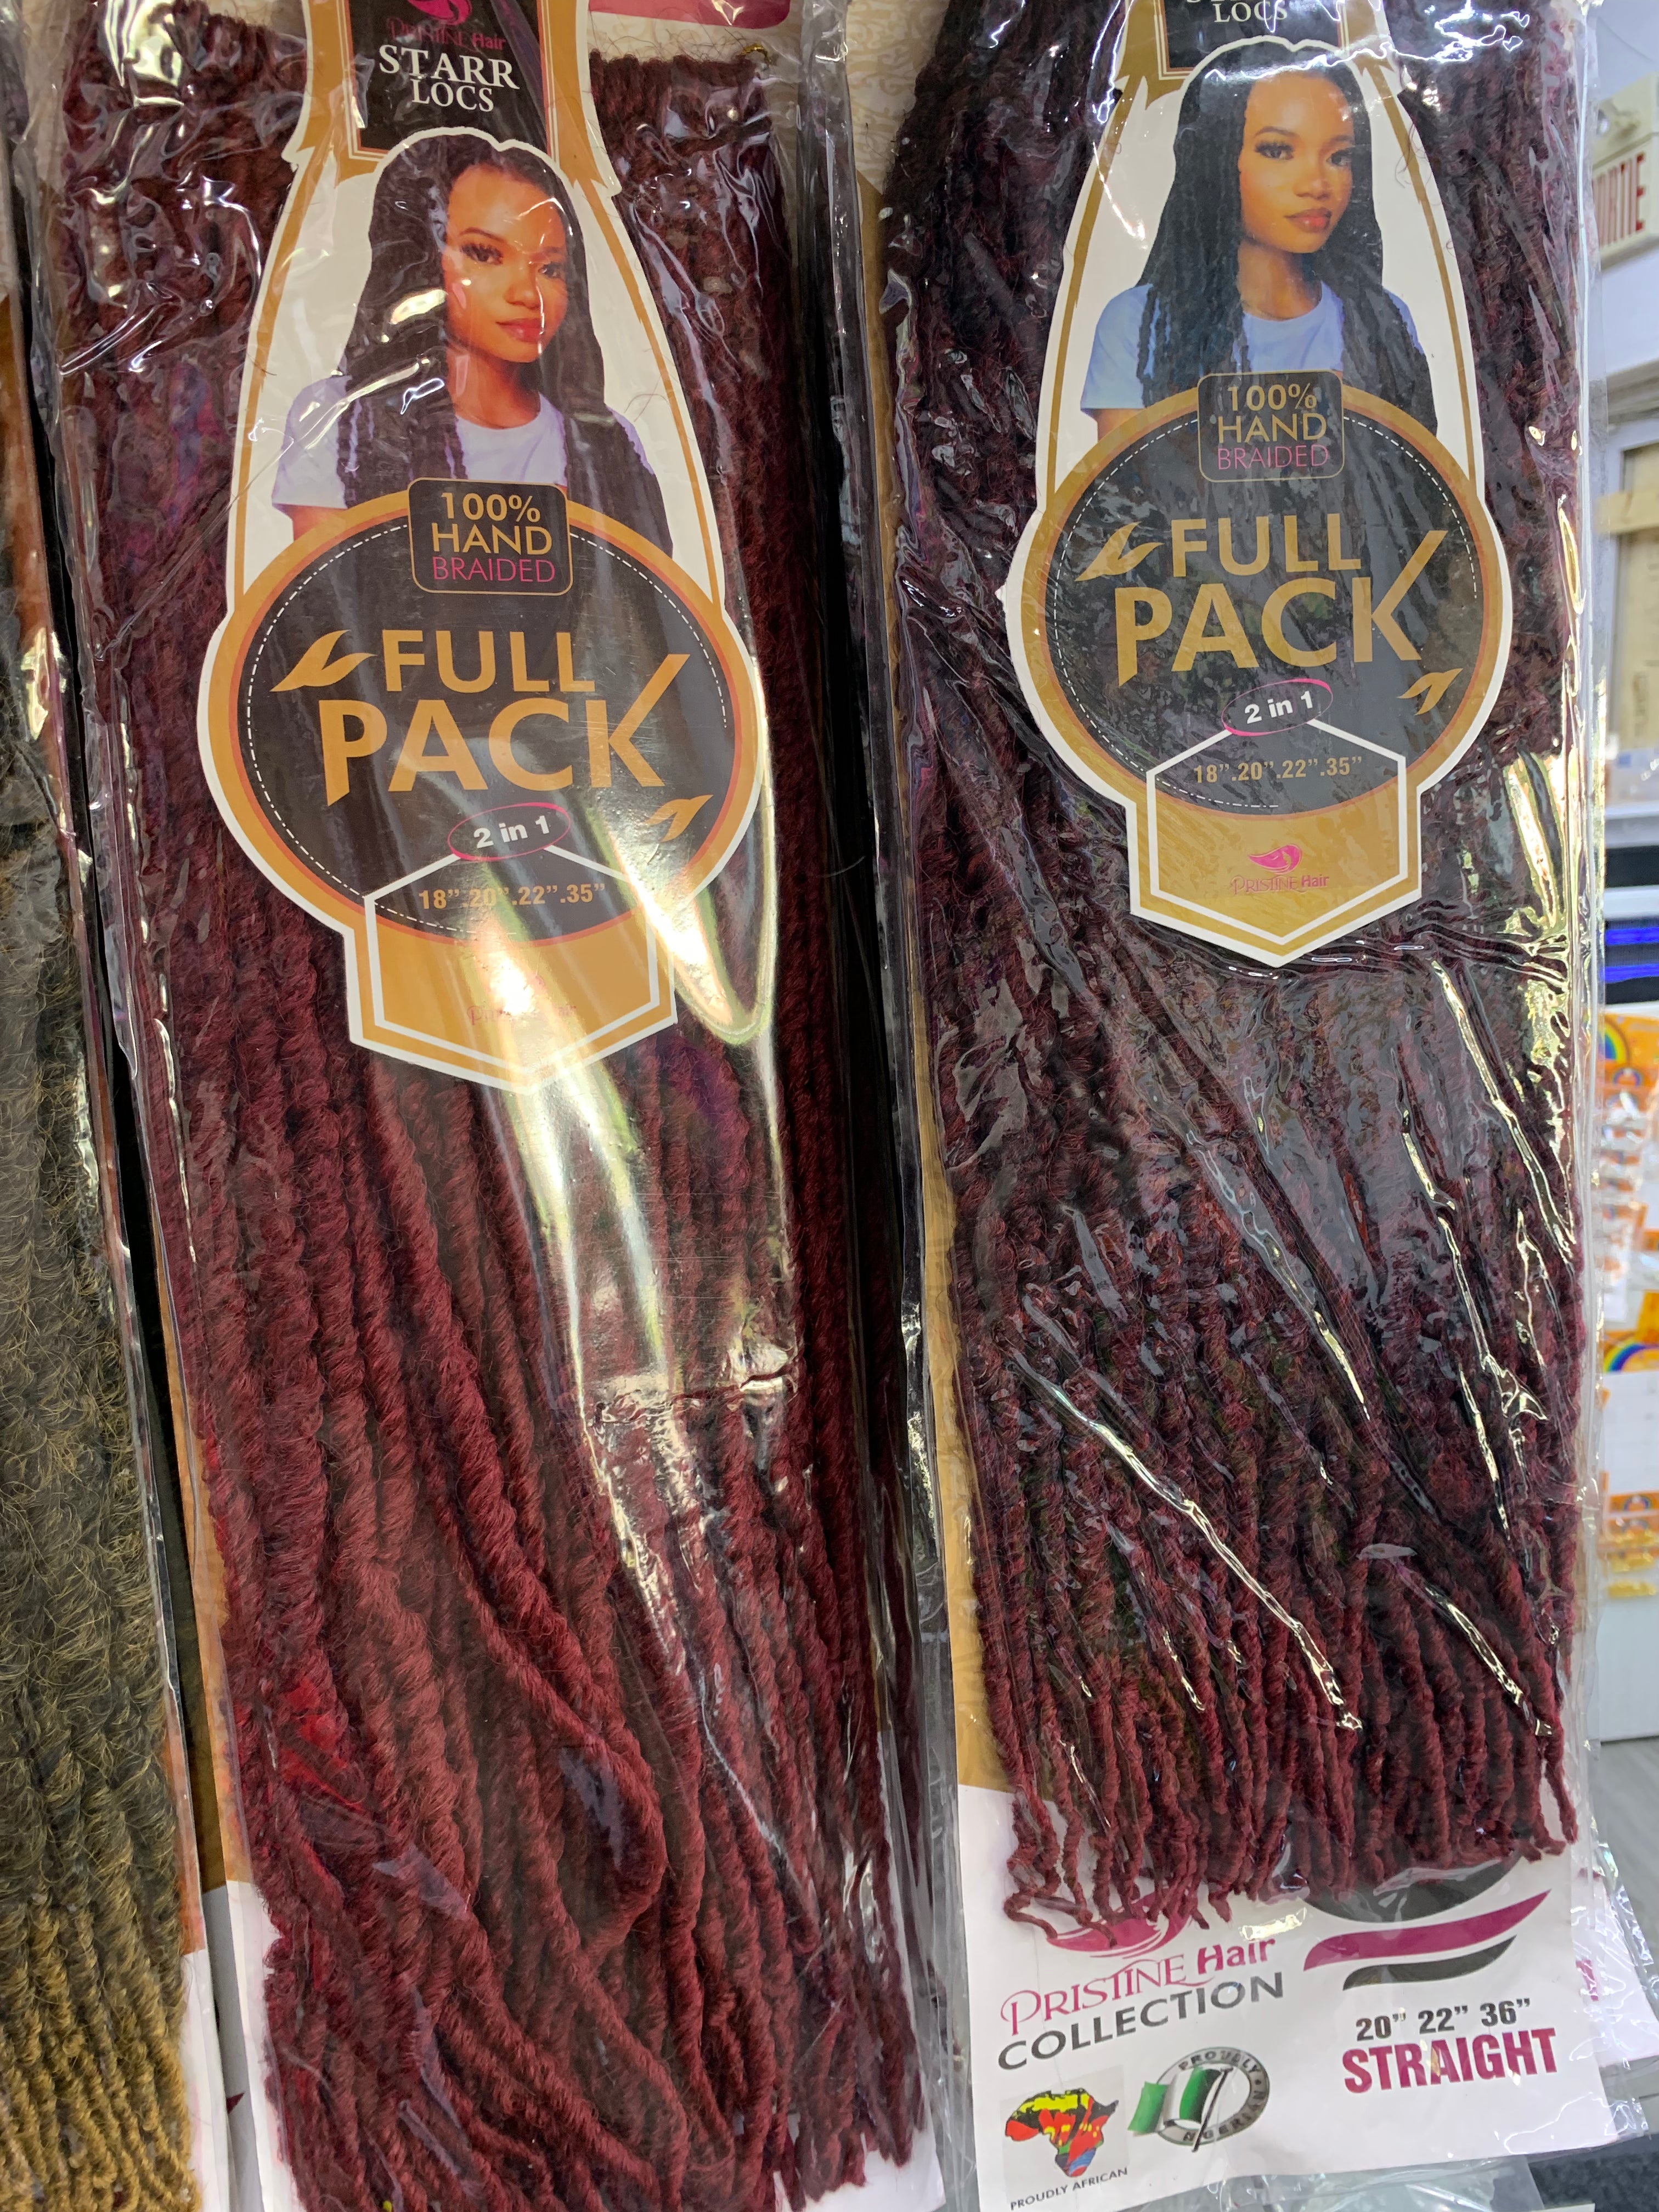 PRISTINE Hair
STARR
LOCS
100%
HAND
BRAIDED
FULL
PACK
2 in 1
18”.20”.22”.35”
LOCS
100%
HAND
BRAIDED
FULL
PACK
2 in 1
18”.20”.22”.35”
PRISTINE Hair
PRISTINE Hair
COLLECTION
20” 22” 36”
STRAIGHT
PROUDLY
NIGERIA
PROUDLY AFRICAN